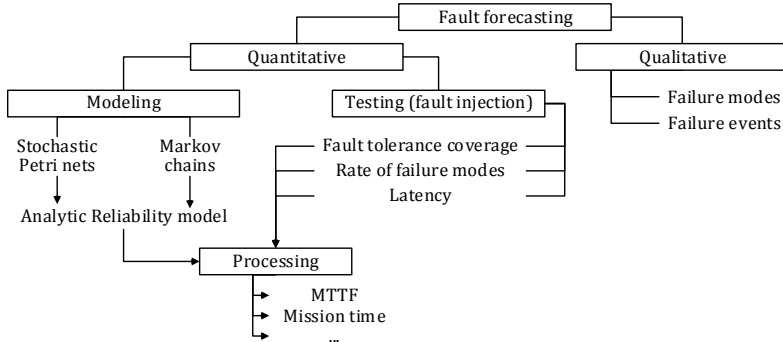 Fault forecasting
Quantitative
Qualitative
Modeling
Testing (fault injection)
Failure modes
Failure events
Stochastic
Petri nets
Markov
chains
Fault tolerance coverage
Rate of failure modes
Latency
Analytic Reliability model
Processing
MTTF
Mission time
...